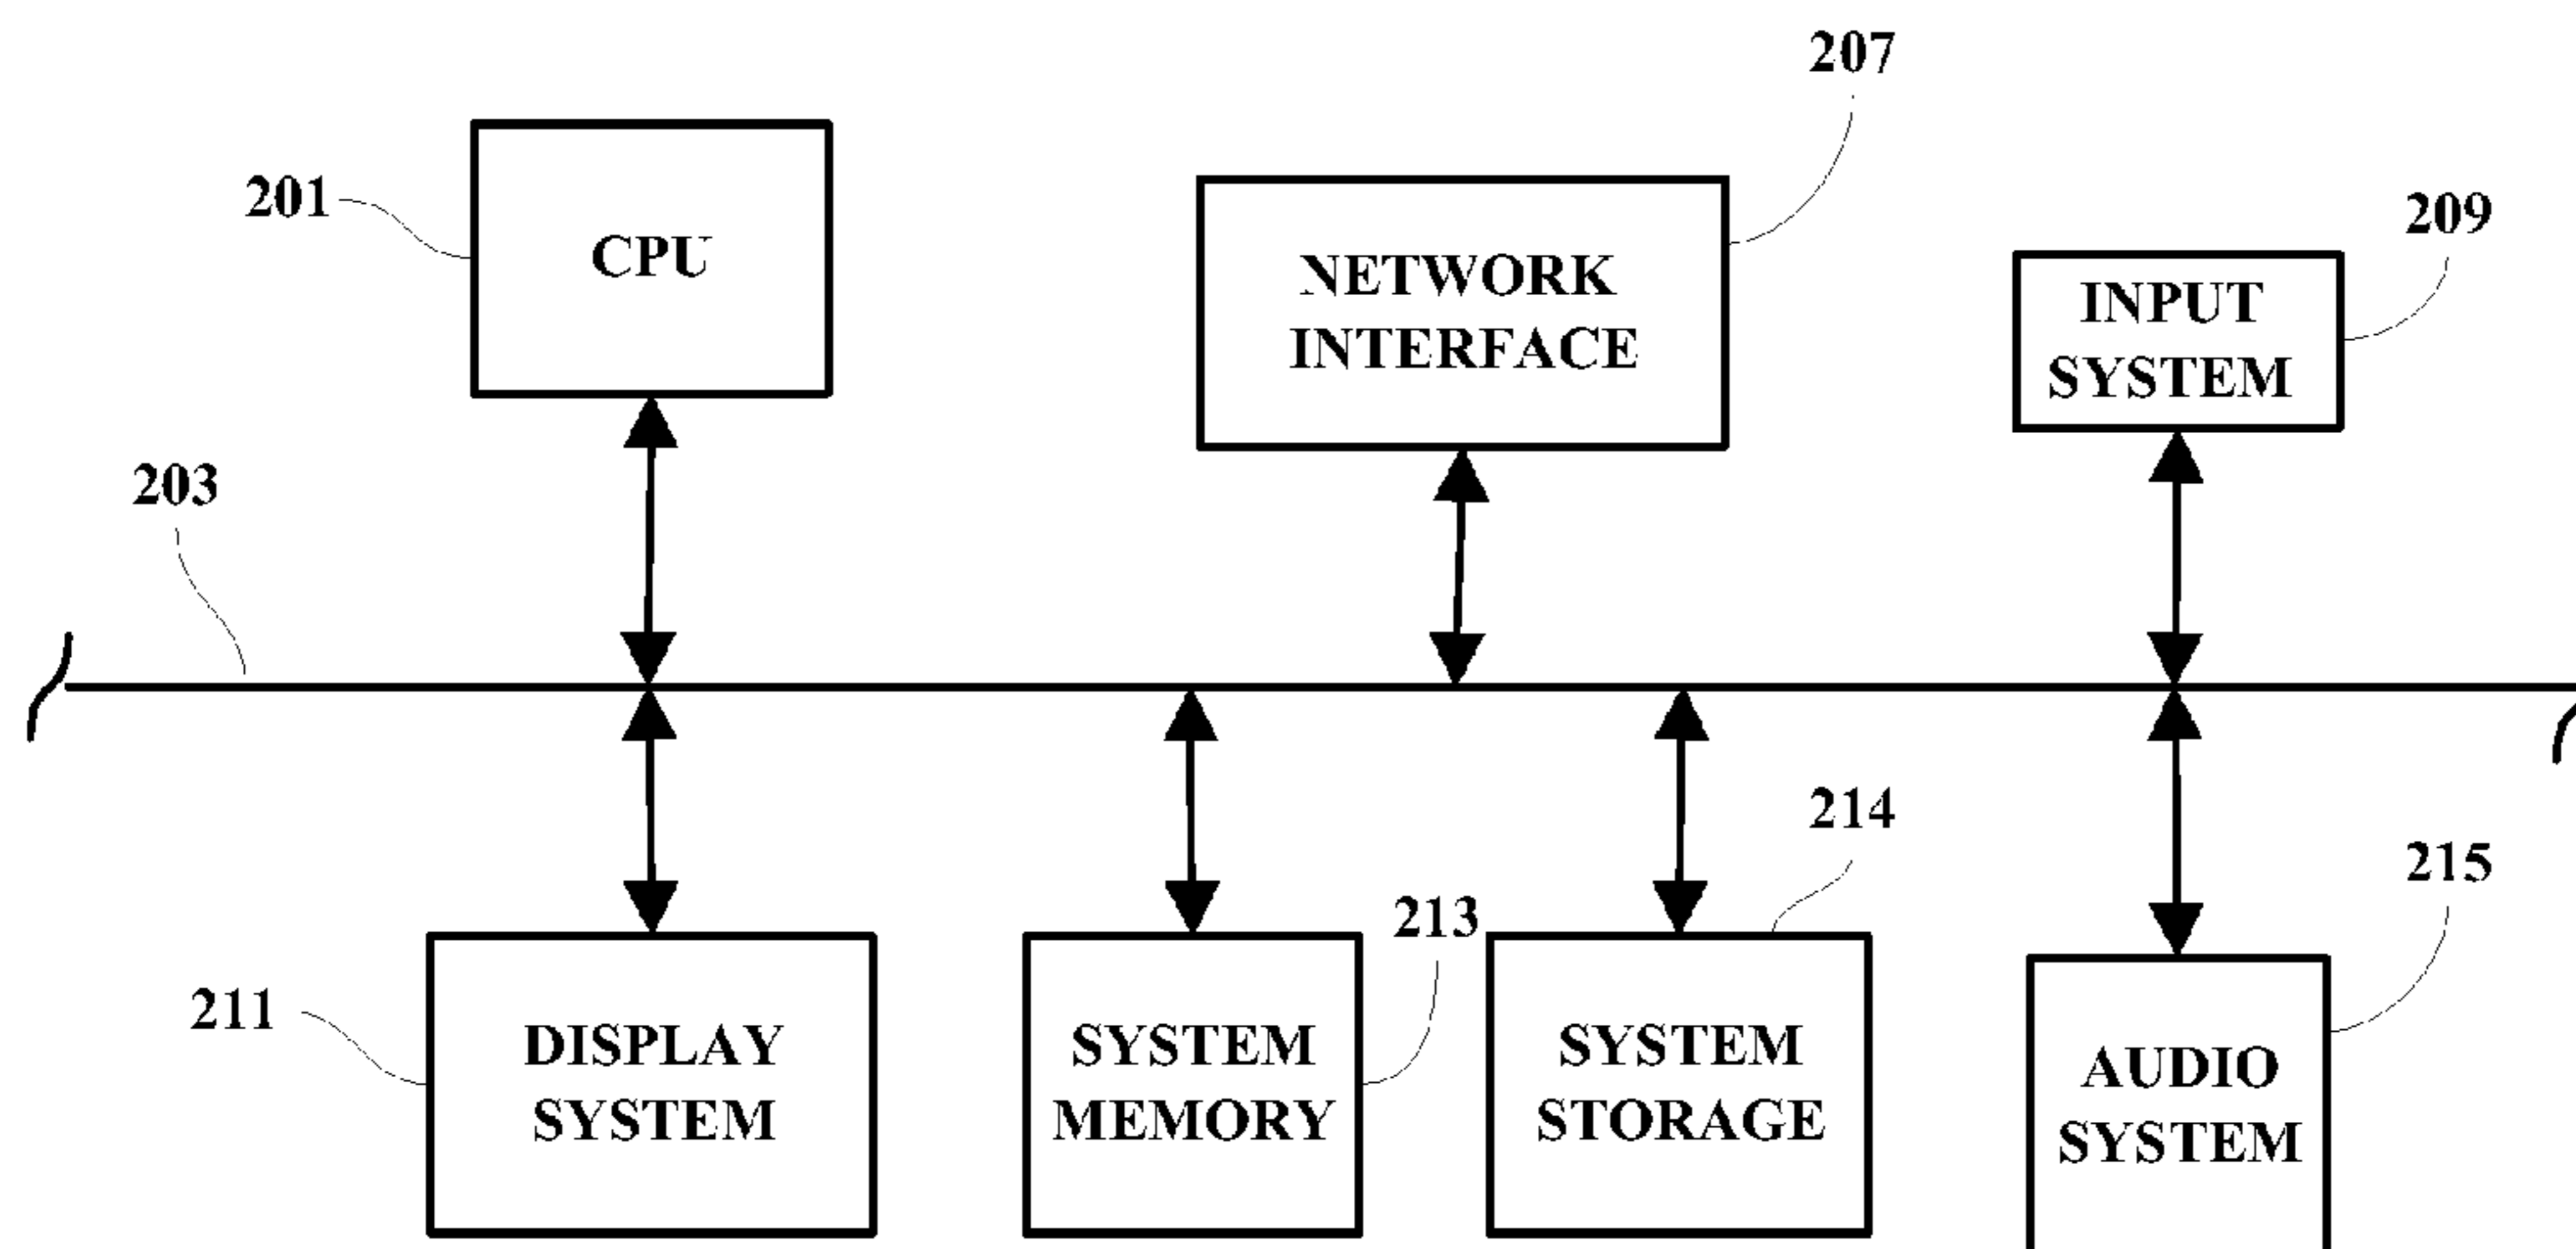 207
201
CPU
209
NETWORK
INTERFACE
INPUT
SYSTEM
203
214
215
213
211
DISPLAY
SYSTEM
SYSTEM
MEMORY
SYSTEM
STORAGE
AUDIO
SYSTEM